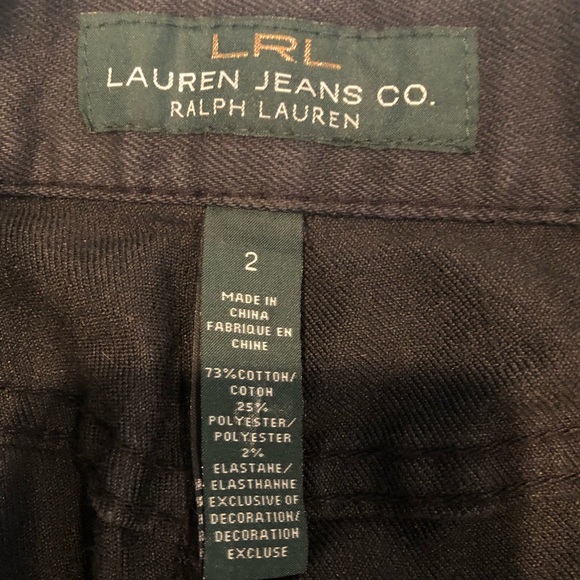 LRL
LAUREN JEANS CO.
RALPH LAUREN
2
MADE IN
CHINA
FABRIQUE EN
CHINE
73% COTTON/
COTON
25%
POLYESTER/
POLYESTER
2%
ELASTANE/
ELASTHANNE
EXCLUSIVE OF
DECORATION/
DECORATION
EXCLUSE